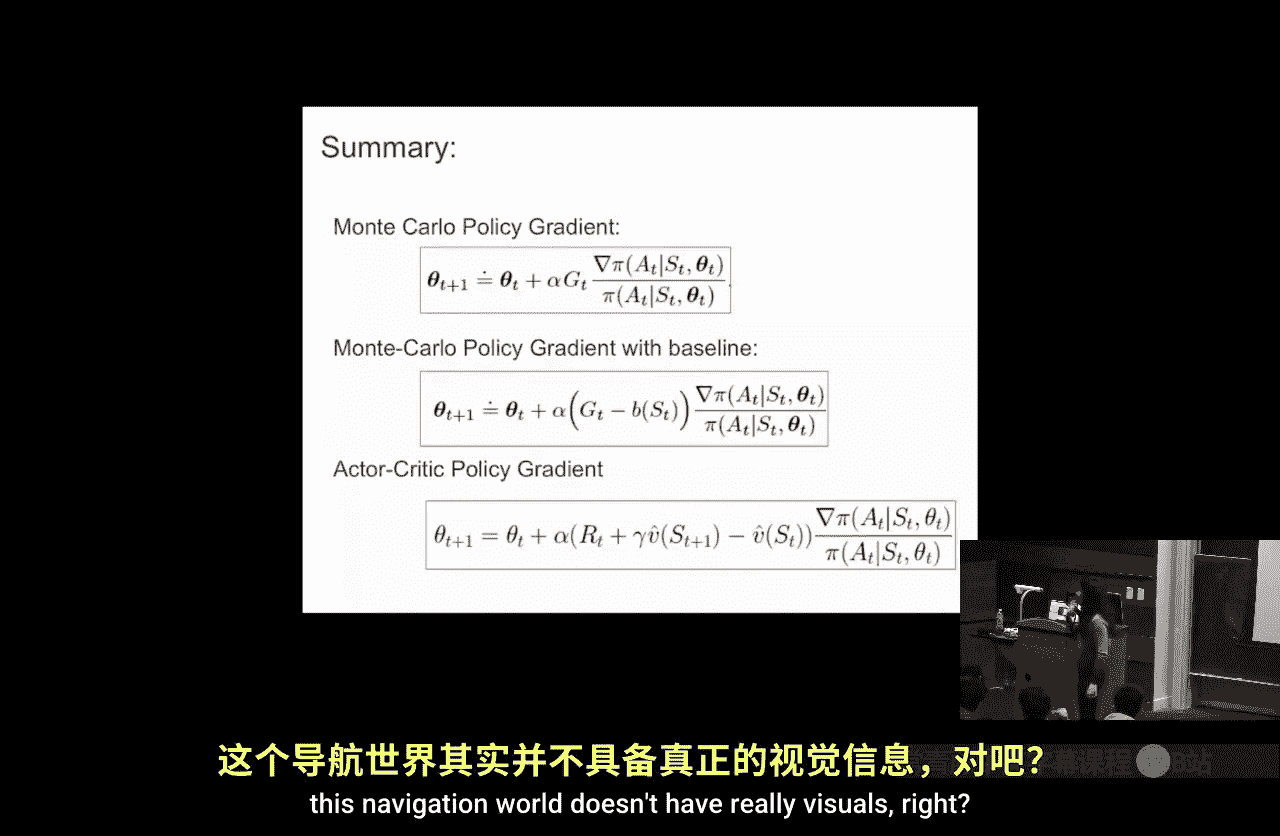 Summary:
Monte Carlo Policy Gradient:
θ_{t+1} ≐ θ_t + αG_t ∇π(A_t|S_t, θ_t) / π(A_t|S_t, θ_t).
Monte-Carlo Policy Gradient with baseline:
θ_{t+1} ≐ θ_t + α(G_t − b(S_t)) ∇π(A_t|S_t, θ_t) / π(A_t|S_t, θ_t)
Actor-Critic Policy Gradient
θ_{t+1} = θ_t + α(R_t + γv̂(S_{t+1}) − v̂(S_t)) ∇π(A_t|S_t, θ_t) / π(A_t|S_t, θ_t)
这个导航世界其实并不具备真正的视觉信息，对吧？
this navigation world doesn't have really visuals, right?